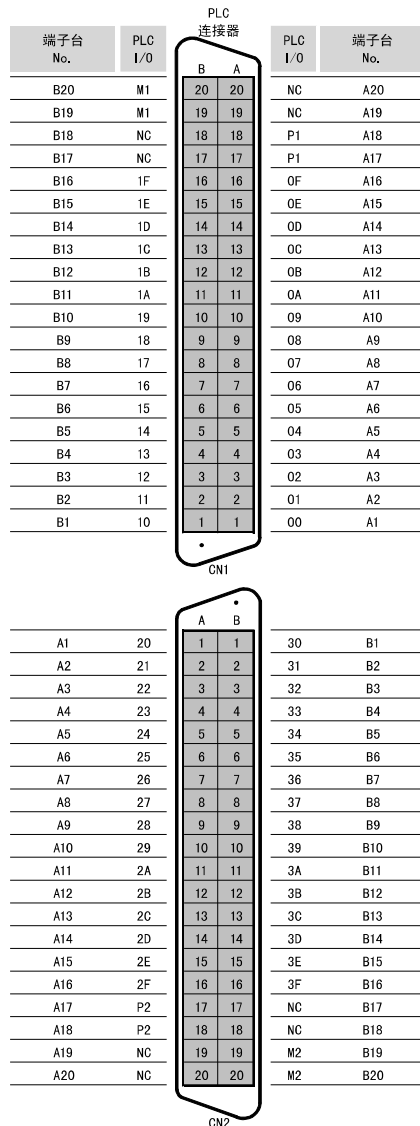 PLC
连接器
端子台 PLC PLC 端子台
No. I/0 I/0 No.
B A
B20 M1 20 20 NC A20
B19 M1 19 19 NC A19
B18 NC 18 18 P1 A18
B17 NC 17 17 P1 A17
B16 1F 16 16 0F A16
B15 1E 15 15 0E A15
B14 1D 14 14 0D A14
B13 1C 13 13 0C A13
B12 1B 12 12 0B A12
B11 1A 11 11 0A A11
B10 19 10 10 09 A10
B9 18 9 9 08 A9
B8 17 8 8 07 A8
B7 16 7 7 06 A7
B6 15 6 6 05 A6
B5 14 5 5 04 A5
B4 13 4 4 03 A4
B3 12 3 3 02 A3
B2 11 2 2 01 A2
B1 10 1 1 00 A1
CN1
A B
A1 20 1 1 30 B1
A2 21 2 2 31 B2
A3 22 3 3 32 B3
A4 23 4 4 33 B4
A5 24 5 5 34 B5
A6 25 6 6 35 B6
A7 26 7 7 36 B7
A8 27 8 8 37 B8
A9 28 9 9 38 B9
A10 29 10 10 39 B10
A11 2A 11 11 3A B11
A12 2B 12 12 3B B12
A13 2C 13 13 3C B13
A14 2D 14 14 3D B14
A15 2E 15 15 3E B15
A16 2F 16 16 3F B16
A17 P2 17 17 NC B17
A18 P2 18 18 NC B18
A19 NC 19 19 M2 B19
A20 NC 20 20 M2 B20
CN2